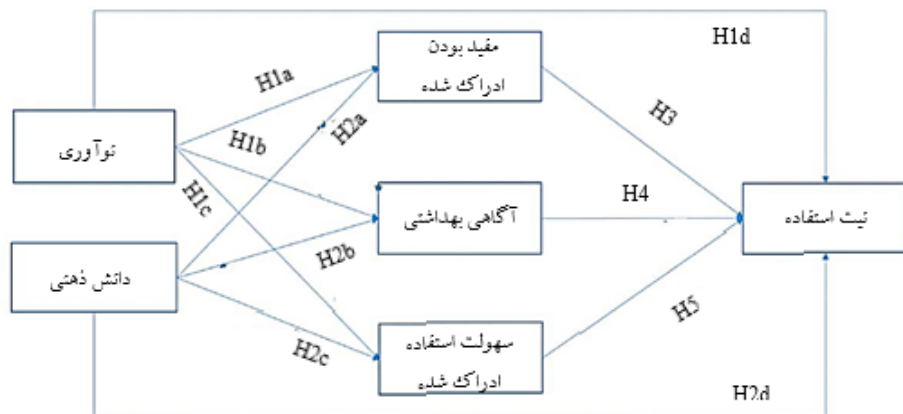 H1d
مفید بودن
ادراک شده
H1a
H3
H2a
نوآوری
H1b
H1c
آگاهی بهداشتی
H4
نیت استفاده
H2b
دانش ذهنی
سهولت استفاده
ادراک شده
H5
H2c
H2d